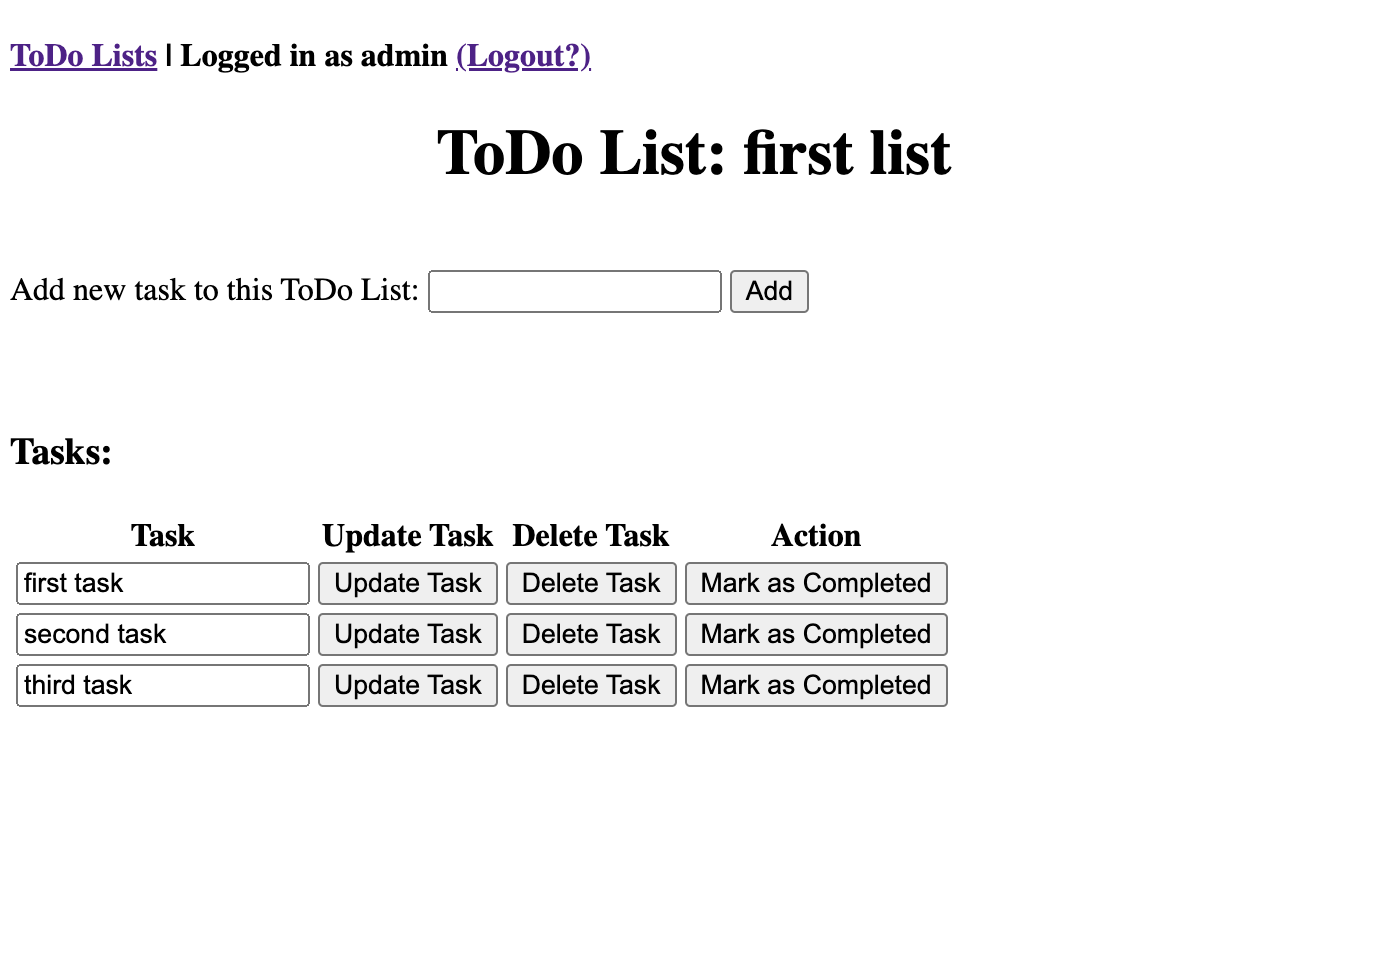 ToDo Lists | Logged in as admin (Logout?)
ToDo List: first list
Add new task to this ToDo List: Add
Tasks:
Task Update Task Delete Task Action
first task Update Task Delete Task Mark as Completed
second task Update Task Delete Task Mark as Completed
third task Update Task Delete Task Mark as Completed